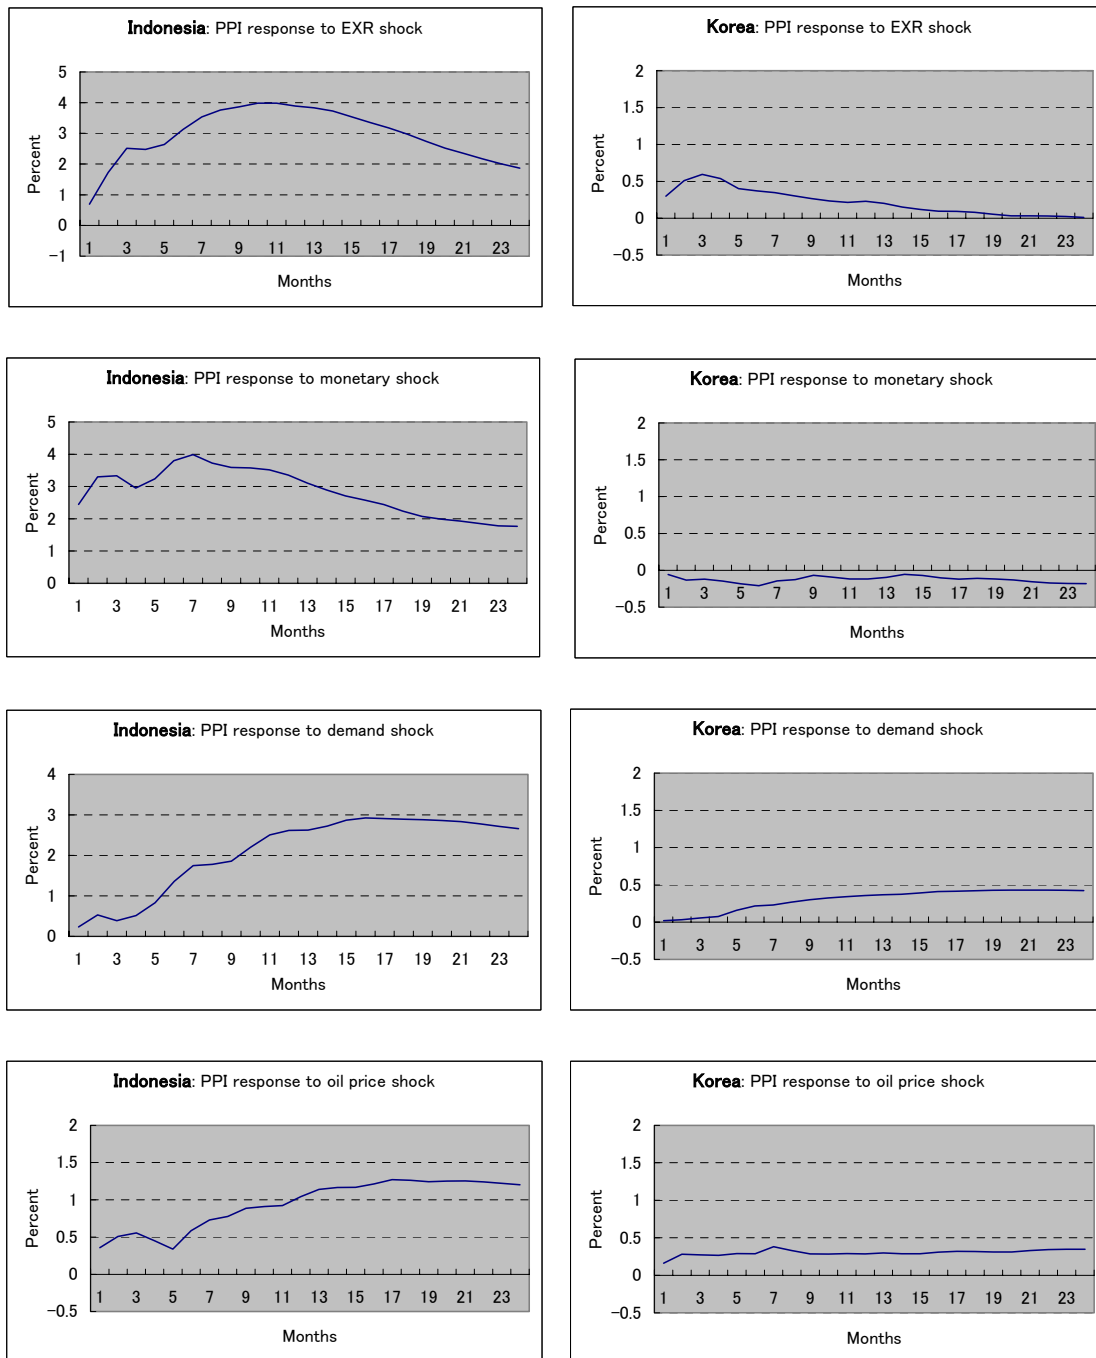 Indonesia: PPI response to EXR shock
5
4
3
2
1
0
−1
Percent
1 3 5 7 9 11 13 15 17 19 21 23
Months
Korea: PPI response to EXR shock
2
1.5
1
0.5
0
−0.5
Percent
1 3 5 7 9 11 13 15 17 19 21 23
Months
Indonesia: PPI response to monetary shock
5
4
3
2
1
0
Percent
1 3 5 7 9 11 13 15 17 19 21 23
Months
Korea: PPI response to monetary shock
2
1.5
1
0.5
0
−0.5
Percent
1 3 5 7 9 11 13 15 17 19 21 23
Months
Indonesia: PPI response to demand shock
4
3
2
1
0
Percent
1 3 5 7 9 11 13 15 17 19 21 23
Months
Korea: PPI response to demand shock
2
1.5
1
0.5
0
−0.5
Percent
1 3 5 7 9 11 13 15 17 19 21 23
Months
Indonesia: PPI response to oil price shock
2
1.5
1
0.5
0
−0.5
Percent
1 3 5 7 9 11 13 15 17 19 21 23
Months
Korea: PPI response to oil price shock
2
1.5
1
0.5
0
−0.5
Percent
1 3 5 7 9 11 13 15 17 19 21 23
Months